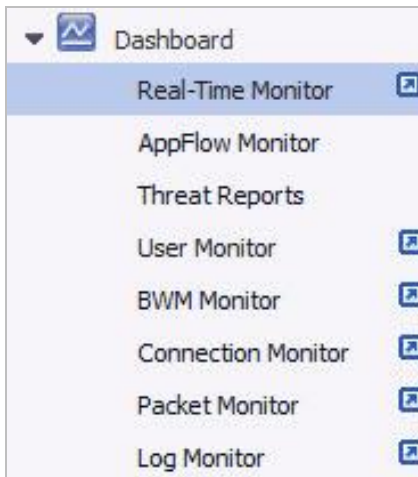 Dashboard
Real-Time Monitor
AppFlow Monitor
Threat Reports
User Monitor
BWM Monitor
Connection Monitor
Packet Monitor
Log Monitor